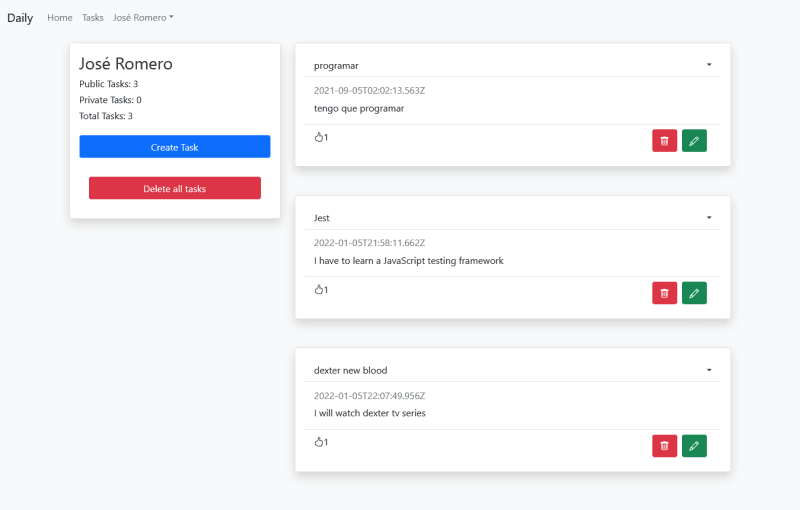 Daily Home Tasks José Romero
José Romero
Public Tasks: 3
Private Tasks: 0
Total Tasks: 3
Create Task
Delete all tasks
programar
2021-09-05T02:02:13.563Z
tengo que programar
1
Jest
2022-01-05T21:58:11.662Z
I have to learn a JavaScript testing framework
1
dexter new blood
2022-01-05T22:07:49.956Z
I will watch dexter tv series
1